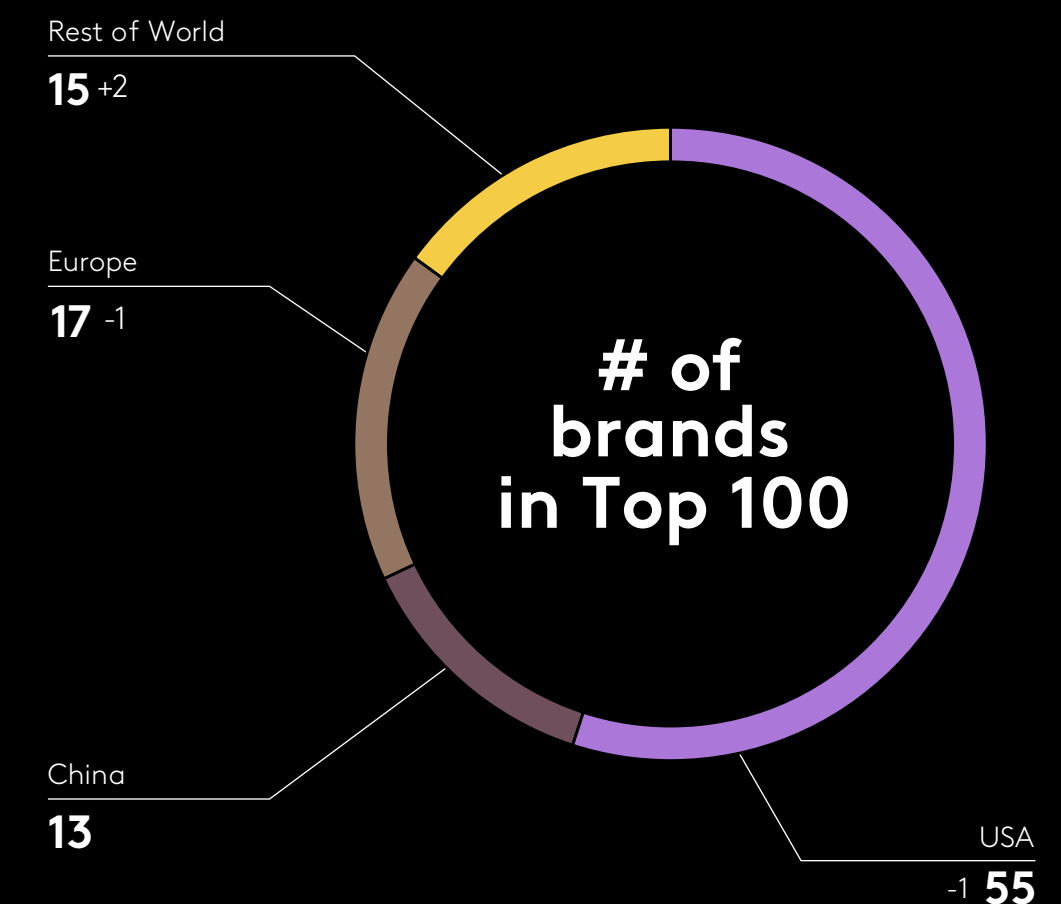 Rest of World
15 +2
Europe
17 -1
# of
brands
in Top 100
China
13
USA
-1 55